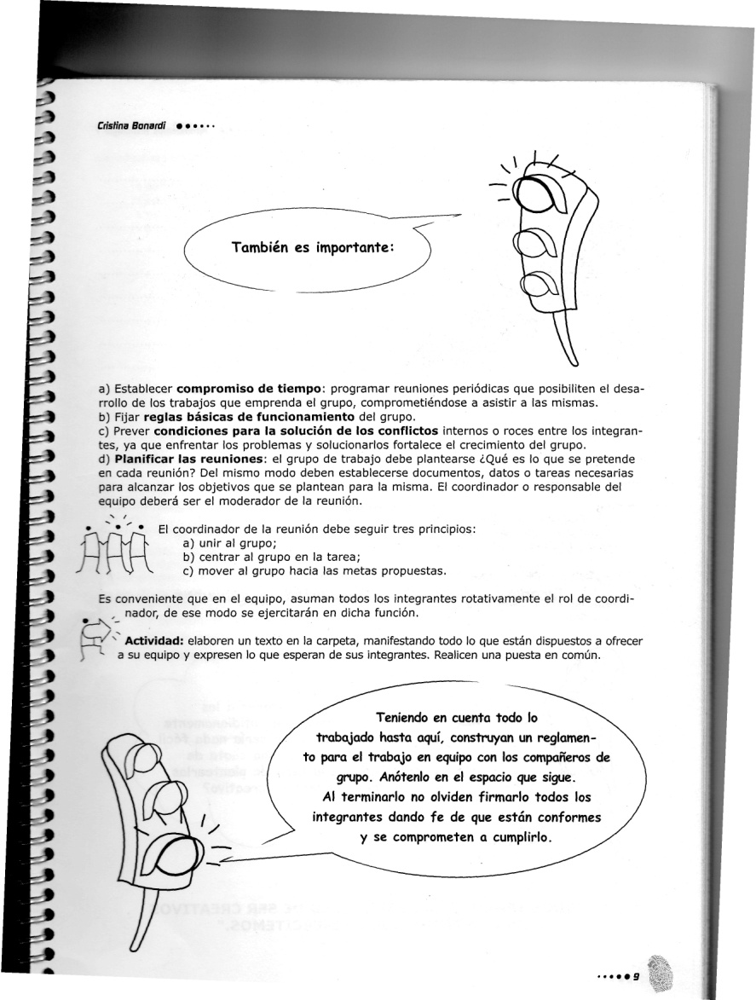 Cristina Bonardi
También es importante:
a) Establecer compromiso de tiempo: programar reuniones periódicas que posibiliten el desa-
rrollo de los trabajos que emprenda el grupo, comprometiéndose a asistir a las mismas.
b) Fijar reglas básicas de funcionamiento del grupo.
c) Prever condiciones para la solución de los conflictos internos o roces entre los integran-
tes, ya que enfrentar los problemas y solucionarlos fortalece el crecimiento del grupo.
d) Planificar las reuniones: el grupo de trabajo debe plantearse ¿Qué es lo que se pretende
en cada reunión? Del mismo modo deben establecerse documentos, datos o tareas necesarias
para alcanzar los objetivos que se plantean para la misma. El coordinador o responsable del
equipo deberá ser el moderador de la reunión.
El coordinador de la reunión debe seguir tres principios:
a) unir al grupo;
b) centrar al grupo en la tarea;
c) mover al grupo hacia las metas propuestas.
Es conveniente que en el equipo, asuman todos los integrantes rotativamente el rol de coordi-
nador, de ese modo se ejercitarán en dicha función.
Actividad: elaboren un texto en la carpeta, manifestando todo lo que están dispuestos a ofrecer
a su equipo y expresen lo que esperan de sus integrantes. Realicen una puesta en común.
Teniendo en cuenta todo lo
trabajado hasta aquí, construyan un reglamen-
to para el trabajo en equipo con los compañeros de
grupo. Anótenlo en el espacio que sigue.
Al terminarlo no olviden firmarlo todos los
integrantes dando fe de que están conformes
y se comprometen a cumplirlo.
9